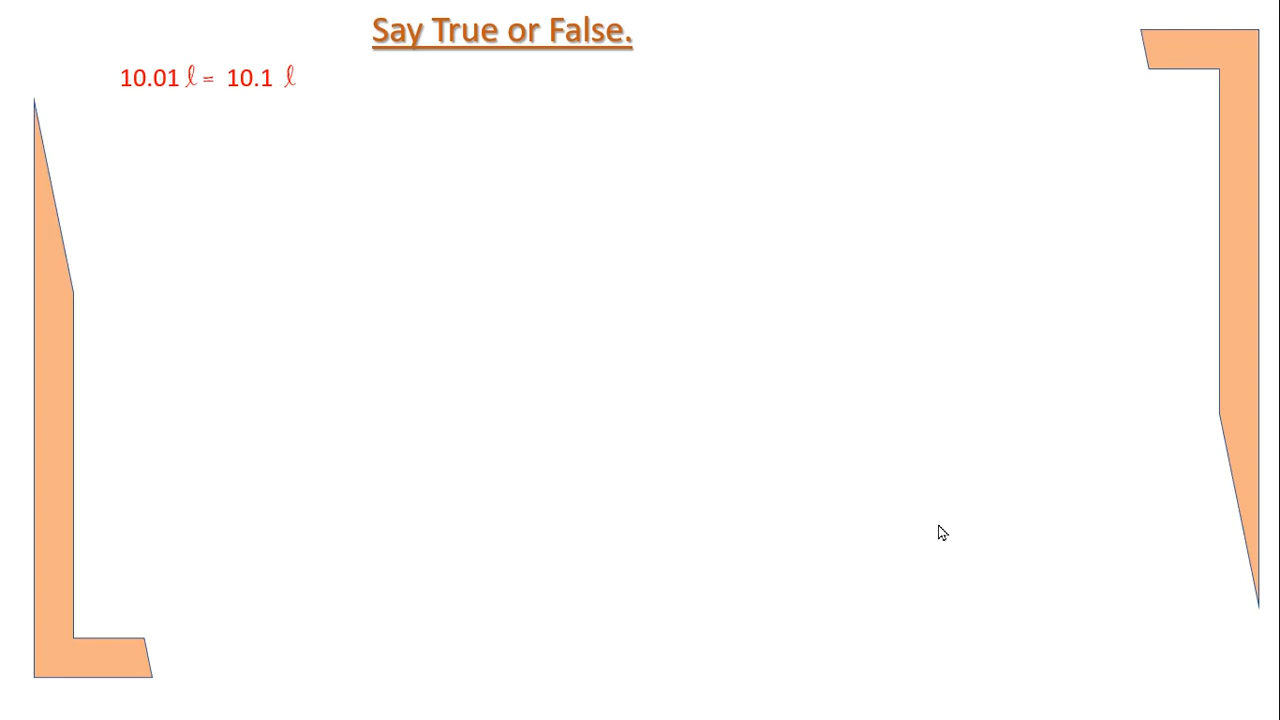 Say True or False.
10.01 ℓ = 10.1 ℓ